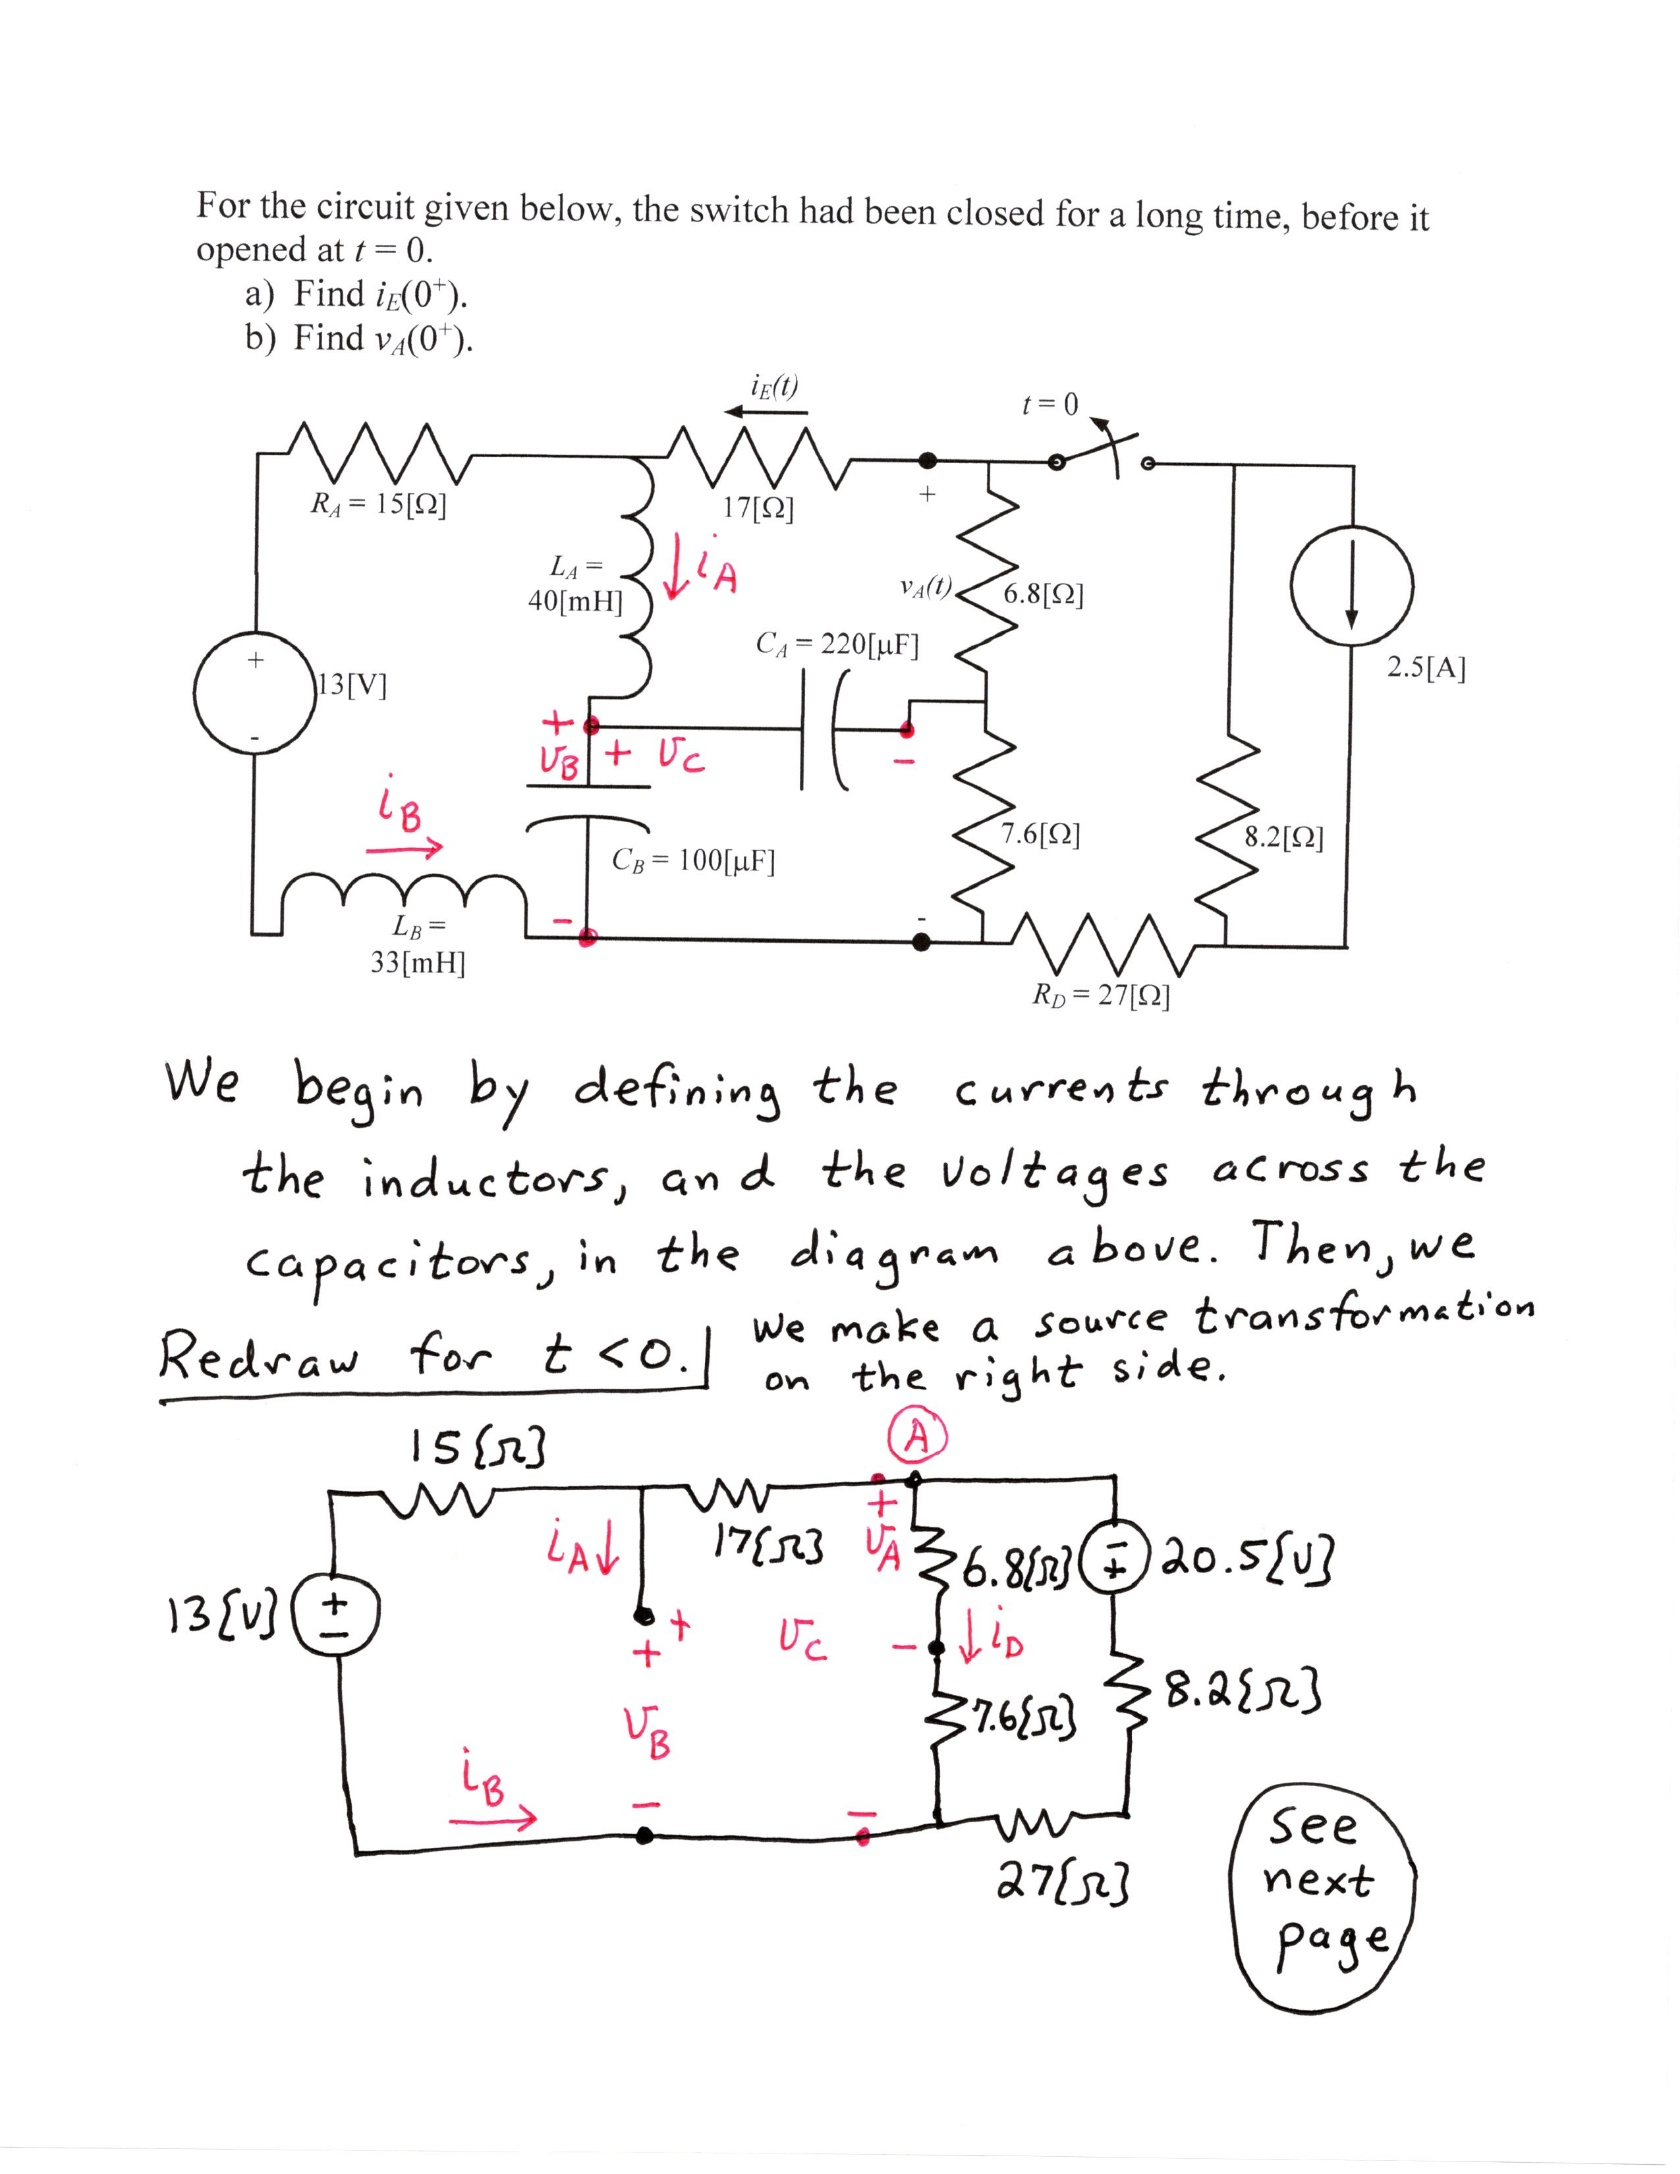 For the circuit given below, the switch had been closed for a long time, before it
opened at t = 0.
a) Find iE(0+).
b) Find vA(0+).
iE(t)
t = 0
RA = 15[Ω]
17[Ω]
+
LA =
40[mH]
iA
vA(t)
6.8[Ω]
CA = 220[µF]
+
13[V]
-
2.5[A]
+
vB
+ vC
-
iB
7.6[Ω]
8.2[Ω]
CB = 100[µF]
LB =
33[mH]
-
-
RD = 27[Ω]
We begin by defining the currents through
the inductors, and the voltages across the
capacitors, in the diagram above. Then, we
Redraw for t < 0.
We make a source transformation
on the right side.
15[Ω]
A
iA
17[Ω]
+
vA
6.8[Ω]
-
+
20.5[V]
13[V]
+
-
+
+
vC
-
iD
vB
7.6[Ω]
8.2[Ω]
iB
-
-
27[Ω]
see
next
page